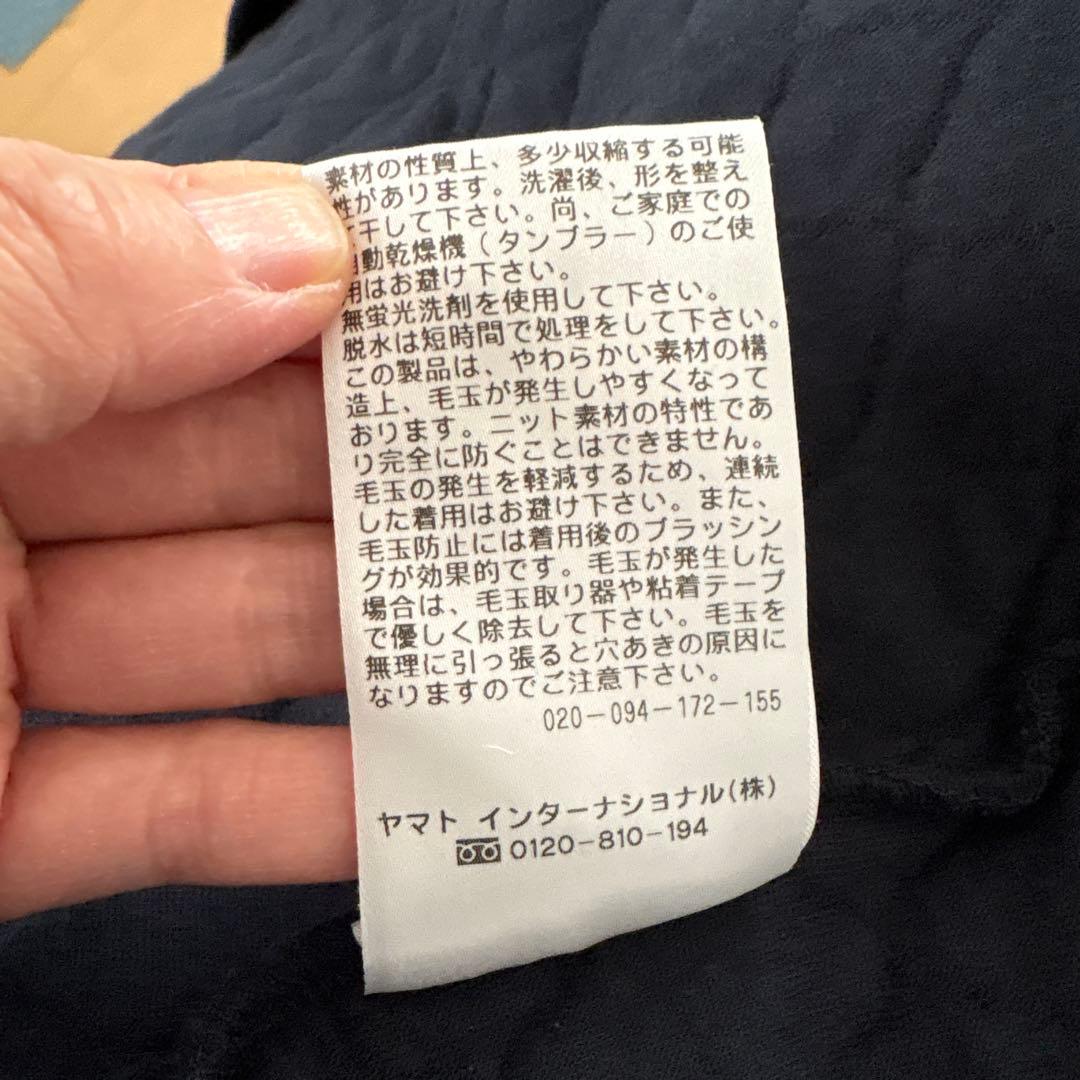 素材の性質上、多少収縮する可能
性があります。洗濯後、形を整え
て干して下さい。尚、ご家庭での
自動乾燥機(タンブラー)のご使
用はお避け下さい。
無蛍光洗剤を使用して下さい。
脱水は短時間で処理をして下さい。
この製品は、やわらかい素材の構
造上、毛玉が発生しやすくなって
おります。ニット素材の特性であ
り完全に防ぐことはできません。
毛玉の発生を軽減するため、連続
した着用はお避け下さい。また、
毛玉防止には着用後のブラッシン
グが効果的です。毛玉が発生した
場合は、毛玉取り器や粘着テープ
で優しく除去して下さい。毛玉を
無理に引っ張ると穴あきの原因に
なりますのでご注意下さい。
020-094-172-155
ヤマト インターナショナル(株)
0120-810-194